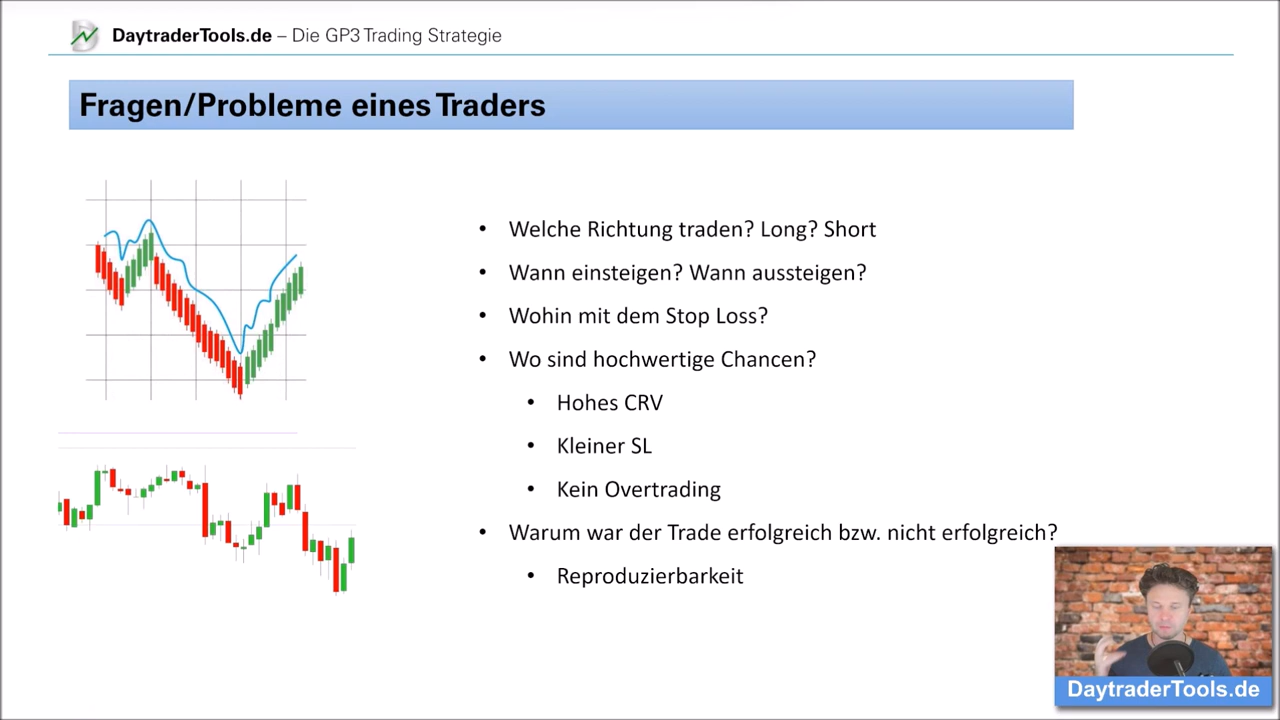 DaytraderTools.de – Die GP3 Trading Strategie
Fragen/Probleme eines Traders
• Welche Richtung traden? Long? Short
• Wann einsteigen? Wann aussteigen?
• Wohin mit dem Stop Loss?
• Wo sind hochwertige Chancen?
• Hohes CRV
• Kleiner SL
• Kein Overtrading
• Warum war der Trade erfolgreich bzw. nicht erfolgreich?
• Reproduzierbarkeit
DaytraderTools.de